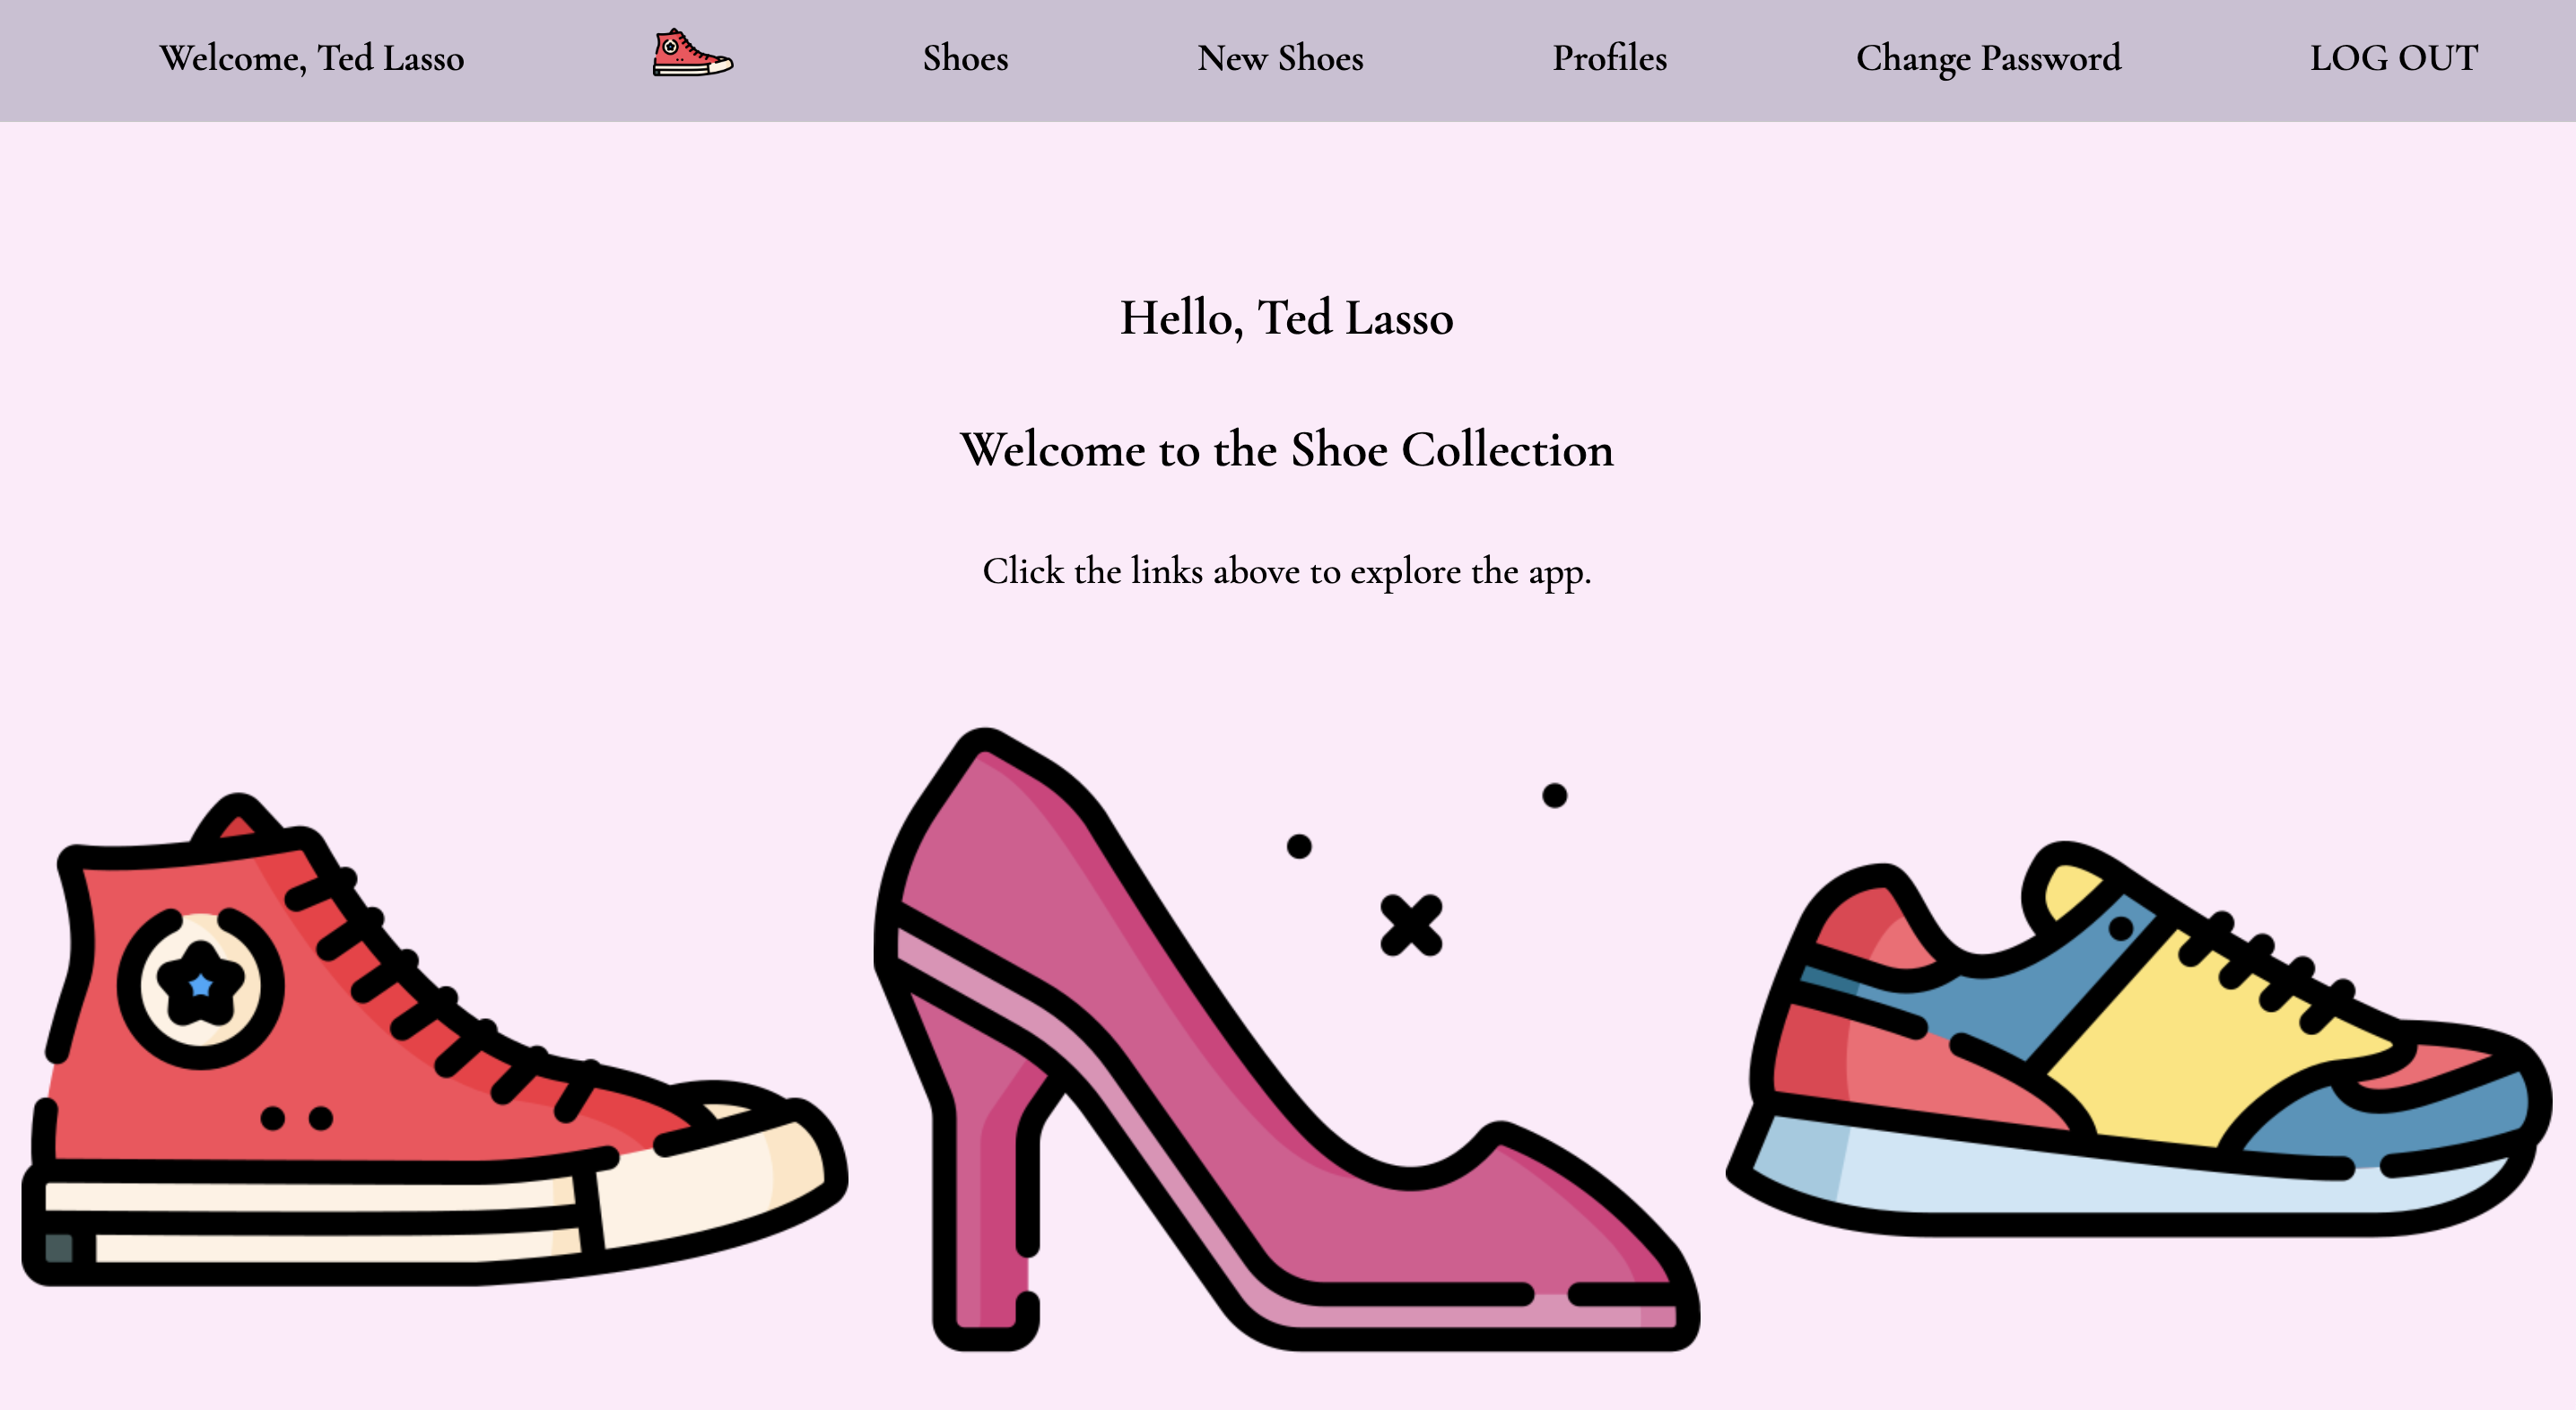 Welcome, Ted Lasso Shoes New Shoes Profiles Change Password LOG OUT
Hello, Ted Lasso
Welcome to the Shoe Collection
Click the links above to explore the app.